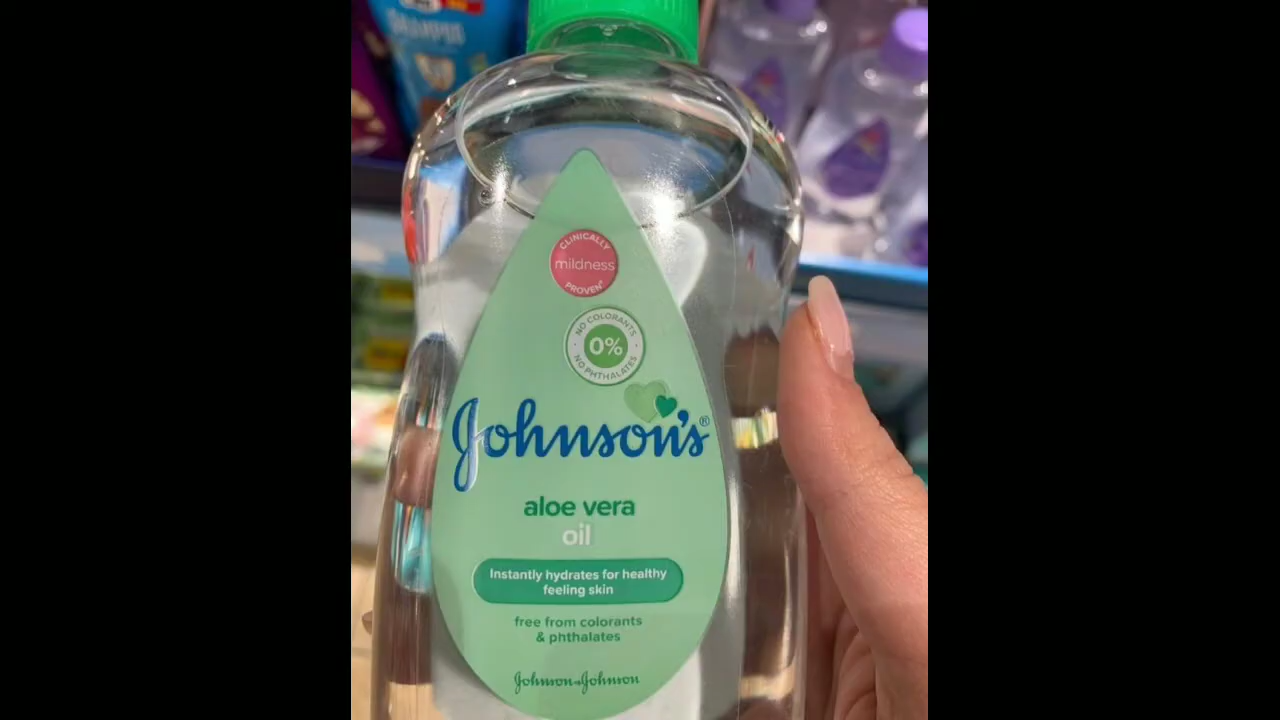 SHAMPOO
CLINICALLY
mildness
PROVEN*
NO COLORANTS
0%
NO PHTHALATES
Johnson's®
aloe vera
oil
Instantly hydrates for healthy
feeling skin
free from colorants
& phthalates
Johnson & Johnson